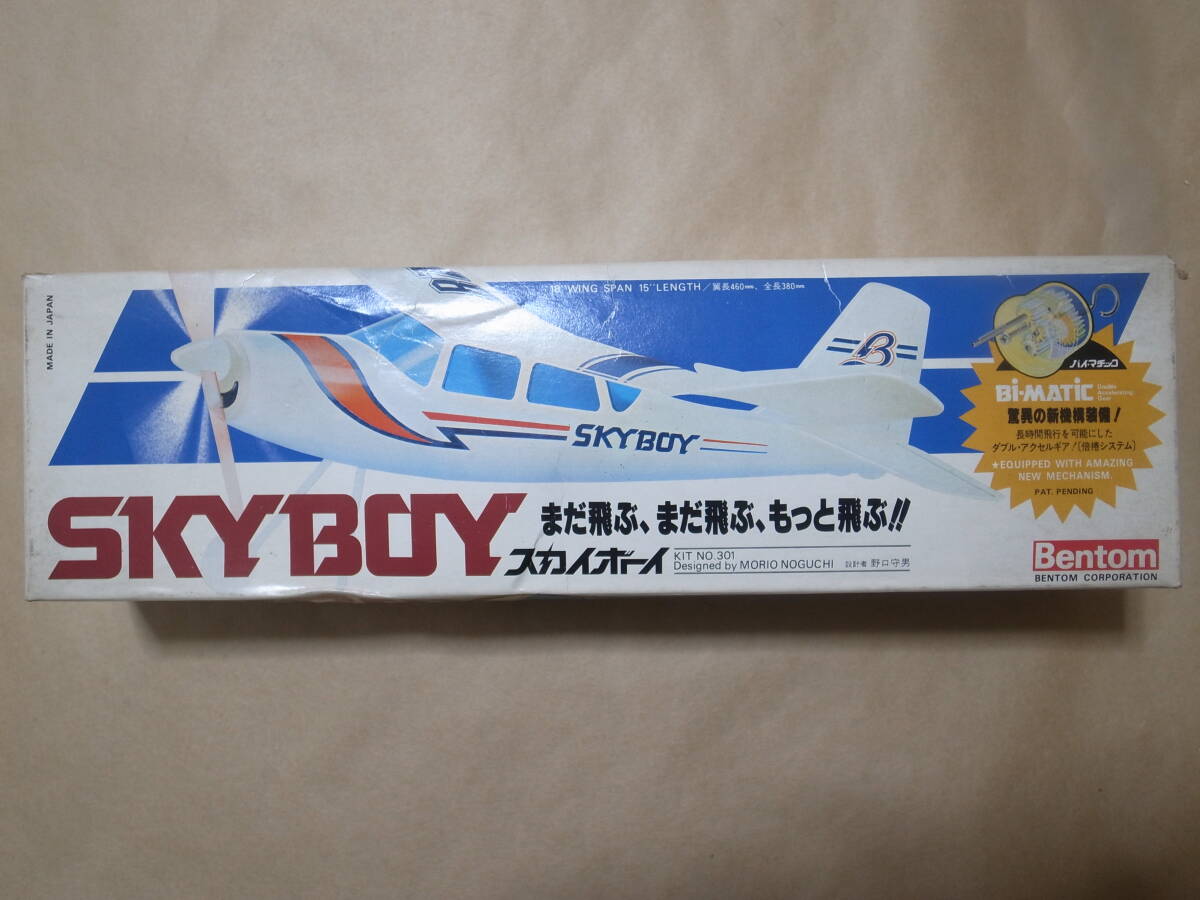 MADE IN JAPAN
18" WING SPAN 15" LENGTH/翼長460mm、全長380mm
B
SKYBOY
バイ・マチック
Bi-MATIC
Double
Accelerating
Gear
驚異の新機構装備!
長時間飛行を可能にした
ダブル・アクセルギア!〔倍捲システム〕
★EQUIPPED WITH AMAZING
NEW MECHANISM.
PAT. PENDING
SKYBOY
まだ飛ぶ、まだ飛ぶ、もっと飛ぶ!!
スカイボーイ
KIT NO.301
Designed by MORIO NOGUCHI 設計者 野口守男
Bentom
BENTOM CORPORATION